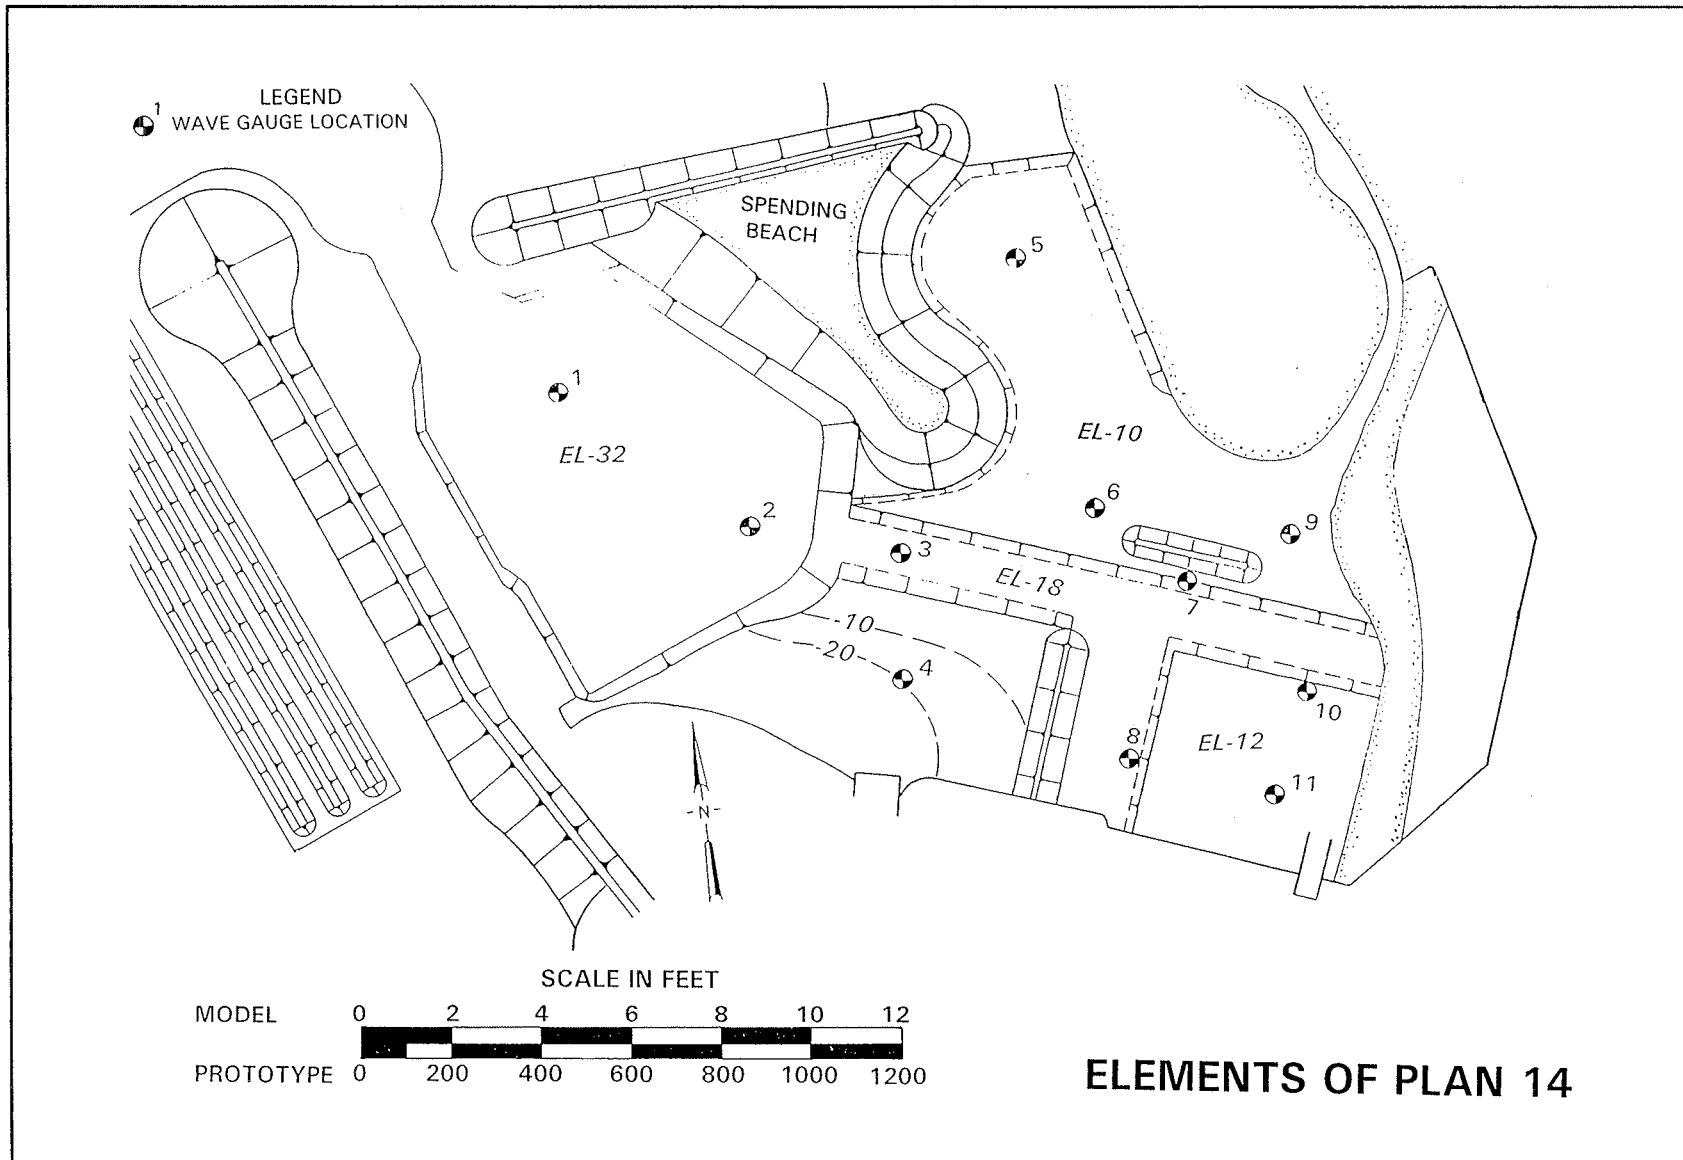 LEGEND
1 WAVE GAUGE LOCATION
SPENDING
BEACH
5
1
EL-32
EL-10
2
6
9
3
EL-18
7
-10
-20
4
10
8
EL-12
11
-N-
SCALE IN FEET
MODEL 0 2 4 6 8 10 12
PROTOTYPE 0 200 400 600 800 1000 1200
ELEMENTS OF PLAN 14